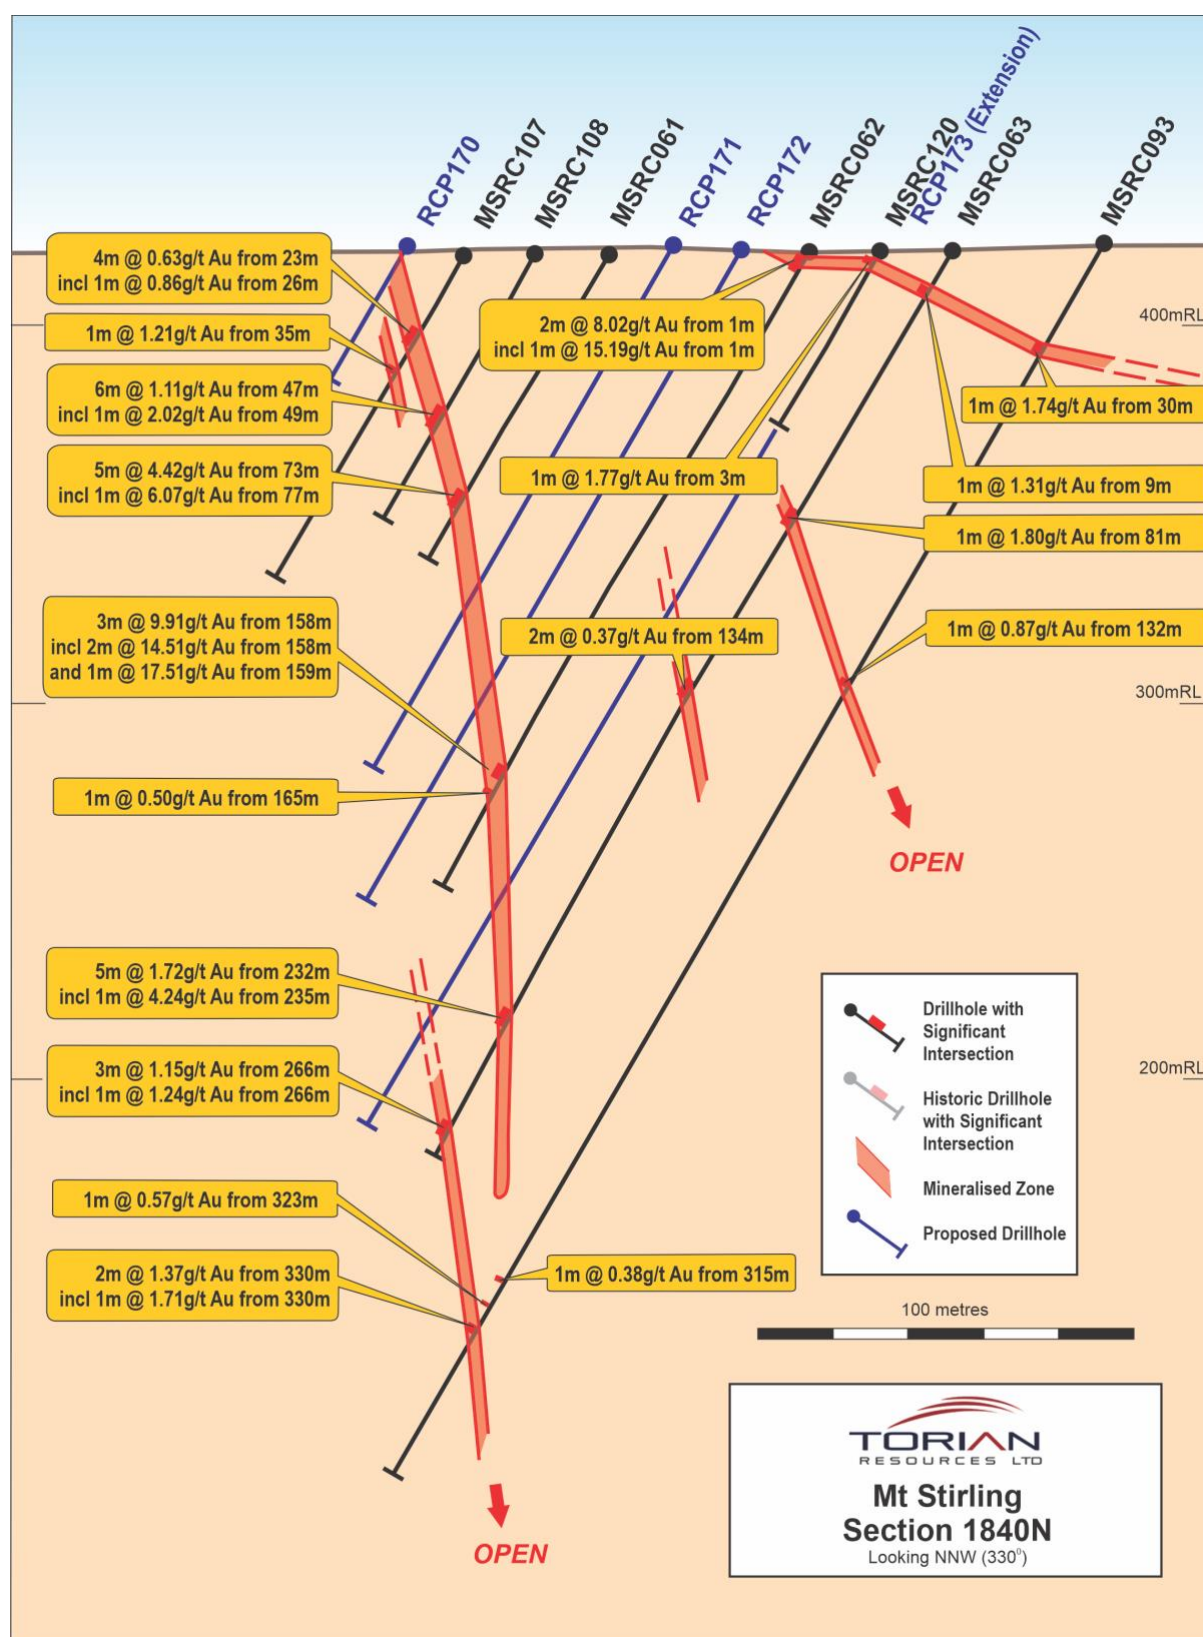 RCP170
MSRC107
MSRC108
MSRC061
RCP171
RCP172
MSRC062
MSRC120
RCP173 (Extension)
MSRC063
MSRC093
4m @ 0.63g/t Au from 23m
incl 1m @ 0.86g/t Au from 26m
1m @ 1.21g/t Au from 35m
6m @ 1.11g/t Au from 47m
incl 1m @ 2.02g/t Au from 49m
5m @ 4.42g/t Au from 73m
incl 1m @ 6.07g/t Au from 77m
2m @ 8.02g/t Au from 1m
incl 1m @ 15.19g/t Au from 1m
400mRL
1m @ 1.74g/t Au from 30m
1m @ 1.77g/t Au from 3m
1m @ 1.31g/t Au from 9m
1m @ 1.80g/t Au from 81m
3m @ 9.91g/t Au from 158m
incl 2m @ 14.51g/t Au from 158m
and 1m @ 17.51g/t Au from 159m
2m @ 0.37g/t Au from 134m
1m @ 0.87g/t Au from 132m
300mRL
1m @ 0.50g/t Au from 165m
OPEN
5m @ 1.72g/t Au from 232m
incl 1m @ 4.24g/t Au from 235m
3m @ 1.15g/t Au from 266m
incl 1m @ 1.24g/t Au from 266m
200mRL
Drillhole with
Significant
Intersection
Historic Drillhole
with Significant
Intersection
Mineralised Zone
Proposed Drillhole
1m @ 0.57g/t Au from 323m
2m @ 1.37g/t Au from 330m
incl 1m @ 1.71g/t Au from 330m
1m @ 0.38g/t Au from 315m
100 metres
OPEN
TORIAN
RESOURCES LTD
Mt Stirling
Section 1840N
Looking NNW (330⁰)